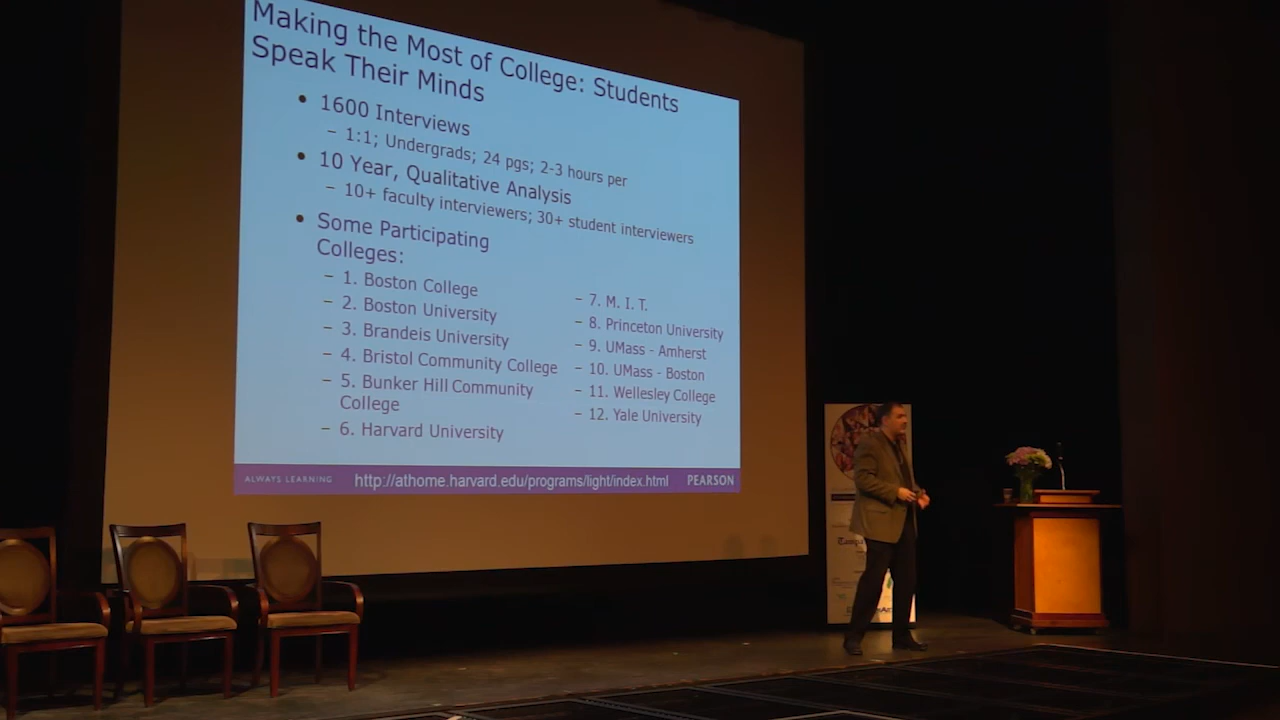 Making the Most of College: Students
Speak Their Minds
• 1600 Interviews
– 1:1; Undergrads; 24 pgs; 2-3 hours per
• 10 Year, Qualitative Analysis
– 10+ faculty interviewers; 30+ student interviewers
• Some Participating
Colleges:
– 1. Boston College
– 2. Boston University
– 3. Brandeis University
– 4. Bristol Community College
– 5. Bunker Hill Community
College
– 6. Harvard University
– 7. M. I. T.
– 8. Princeton University
– 9. UMass - Amherst
– 10. UMass - Boston
– 11. Wellesley College
– 12. Yale University
ALWAYS LEARNING
http://athome.harvard.edu/programs/light/index.html
PEARSON